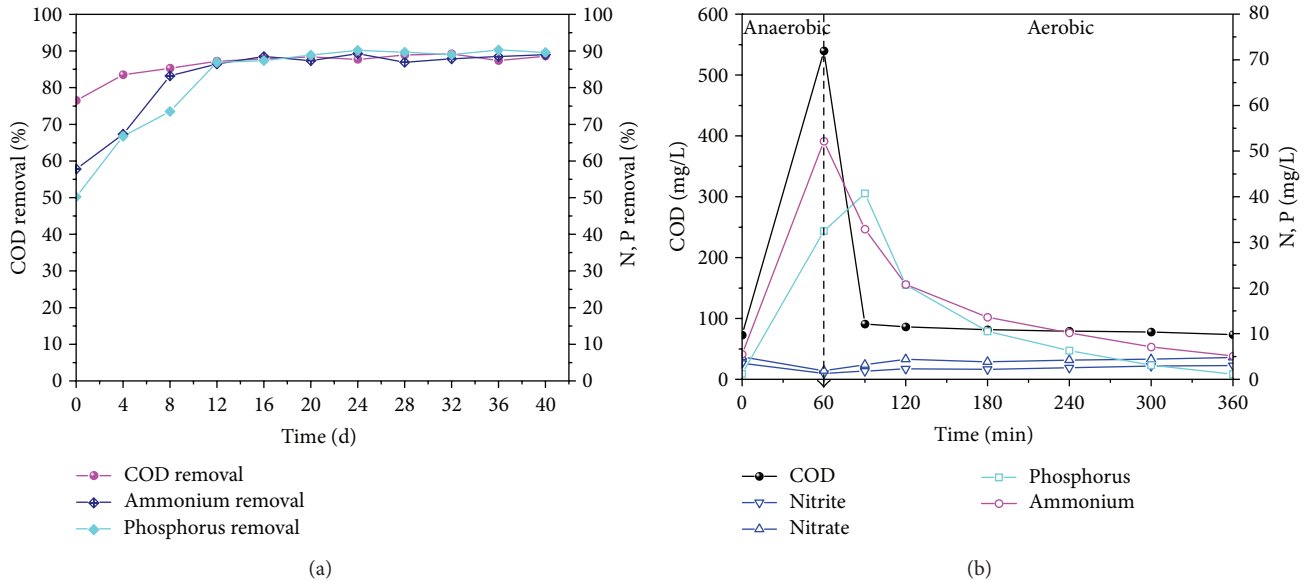 100
90
80
70
60
50
40
30
20
10
0
COD removal (%)
100
90
80
70
60
50
40
30
20
10
0
N, P removal (%)
0 4 8 12 16 20 24 28 32 36 40
Time (d)
COD removal
Ammonium removal
Phosphorus removal
(a)
600
500
400
300
200
100
0
COD (mg/L)
Anaerobic
Aerobic
80
70
60
50
40
30
20
10
0
N, P (mg/L)
0 60 120 180 240 300 360
Time (min)
COD
Nitrite
Nitrate
Phosphorus
Ammonium
(b)